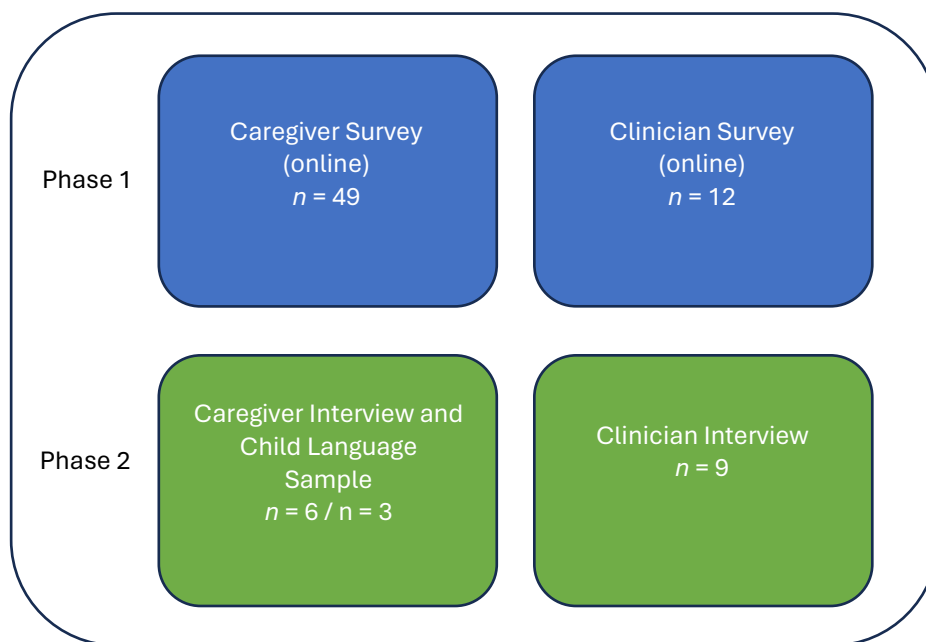 Phase 1
Caregiver Survey
(online)
n = 49
Clinician Survey
(online)
n = 12
Phase 2
Caregiver Interview and
Child Language
Sample
n = 6 / n = 3
Clinician Interview
n = 9